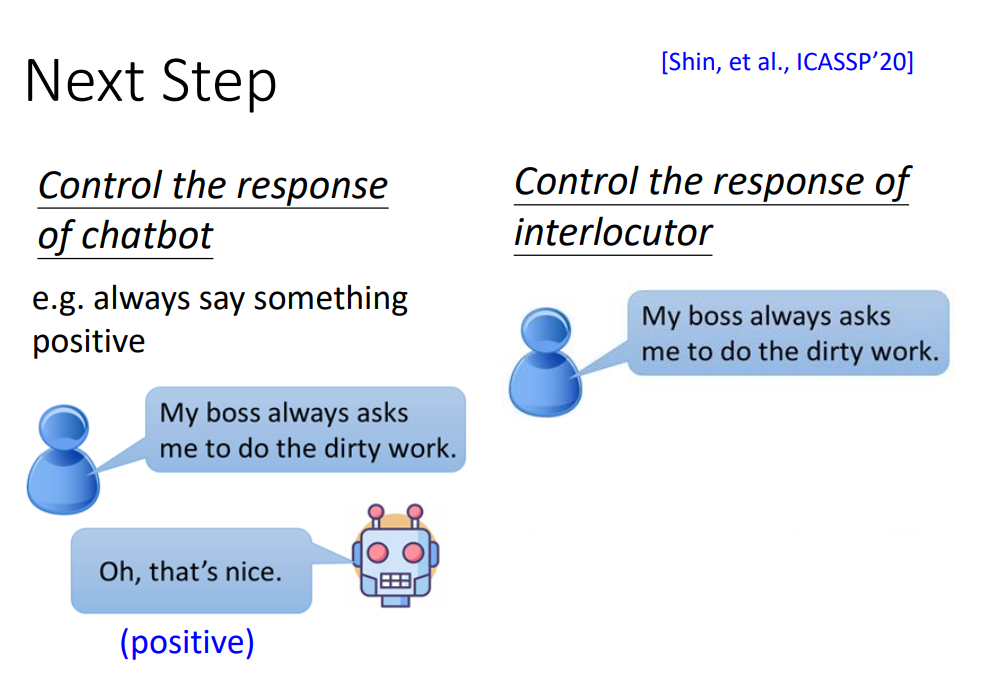 Next Step
[Shin, et al., ICASSP’20]
Control the response
of chatbot
e.g. always say something
positive
My boss always asks
me to do the dirty work.
Oh, that’s nice.
(positive)
Control the response of
interlocutor
My boss always asks
me to do the dirty work.